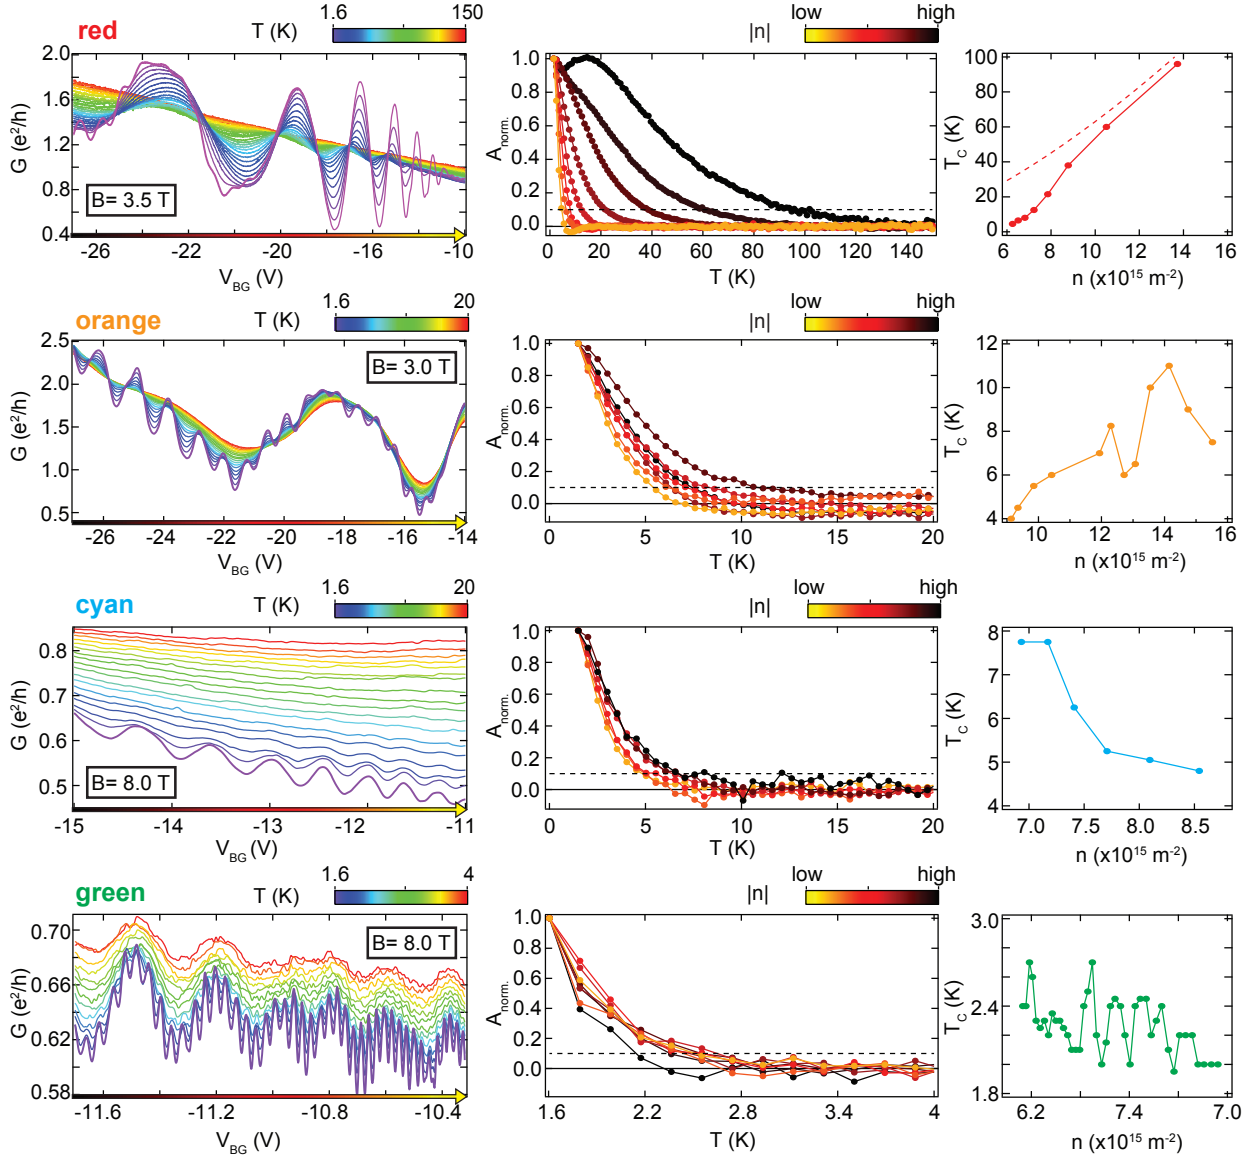 red
T (K)
1.6
150
|n|
low
high
G (e²/h)
2.0
1.6
1.2
0.8
0.4
B= 3.5 T
-26
-24
-22
-20
-18
-16
-14
-12
-10
V_BG (V)
A_norm.
1.0
0.8
0.6
0.4
0.2
0.0
1
20
40
60
80
100
120
140
T (K)
T_C (K)
100
80
60
40
20
0
6
8
10
12
14
16
n (x10¹⁵ m⁻²)
orange
T (K)
1.6
20
|n|
low
high
G (e²/h)
2.5
2.0
1.5
1.0
0.5
B= 3.0 T
-26
-24
-22
-20
-18
-16
-14
V_BG (V)
A_norm.
1.0
0.8
0.6
0.4
0.2
0.0
0
5
10
15
20
T (K)
T_C (K)
12
10
8
6
4
10
12
14
16
n (x10¹⁵ m⁻²)
cyan
T (K)
1.6
20
|n|
low
high
G (e²/h)
0.8
0.7
0.6
0.5
B= 8.0 T
-15
-14
-13
-12
-11
V_BG (V)
A_norm.
1.0
0.8
0.6
0.4
0.2
0.0
0
5
10
15
20
T (K)
T_C (K)
8
7
6
5
4
7.0
7.5
8.0
8.5
n (x10¹⁵ m⁻²)
green
T (K)
1.6
4
|n|
low
high
G (e²/h)
0.70
0.66
0.62
0.58
B= 8.0 T
-11.6
-11.2
-10.8
-10.4
V_BG (V)
A_norm.
1.0
0.8
0.6
0.4
0.2
0.0
1.6
2.2
2.8
3.4
4
T (K)
T_C (K)
3.0
2.4
1.8
6.2
7.4
7.0
n (x10¹⁵ m⁻²)